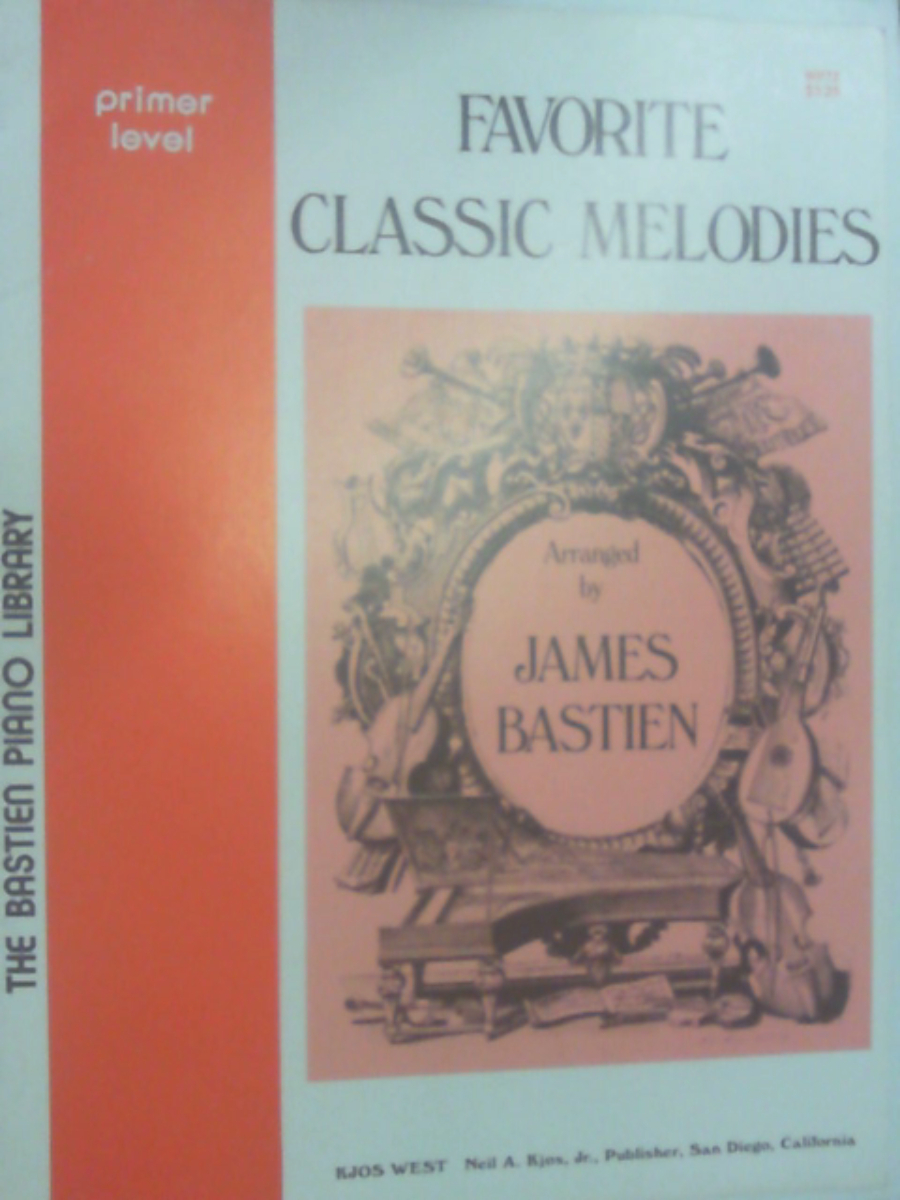 primer
level
FAVORITE
CLASSIC MELODIES
Arranged
by
JAMES
BASTIEN
THE BASTIEN PIANO LIBRARY
KJOS WEST Neil A. Kjos, Jr., Publisher, San Diego, California